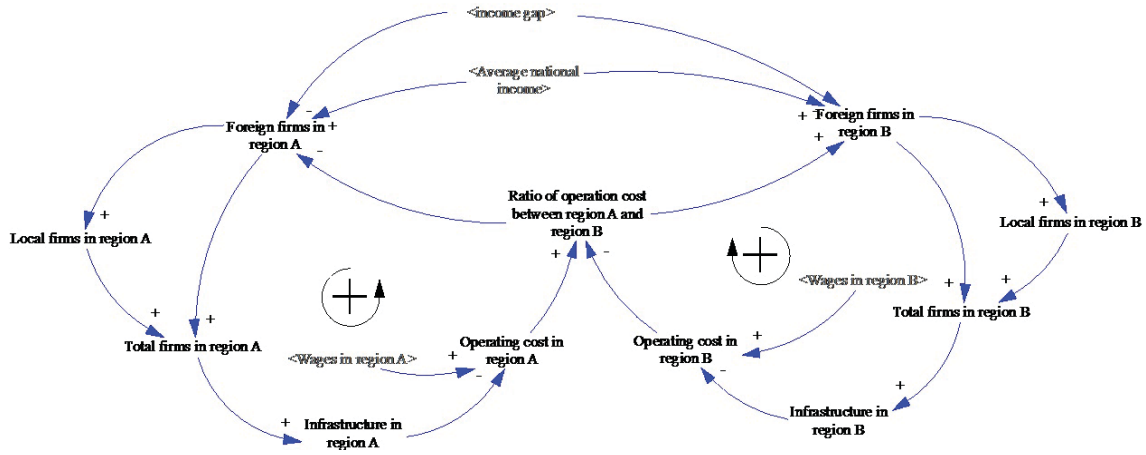 <income gap>
<Average national
income>
- -
Foreign firms in +
region A
-
+ +
Foreign firms in
region B
+
Ratio of operation cost
between region A and
region B
+
Local firms in region A
+
Local firms in region B
+ -
+
<Wages in region B>
+ +
Total firms in region B
+ +
Total firms in region A
+
<Wages in region A>
+
-
Operating cost in
region A
Operating cost in
region B
+
-
+
Infrastructure in
region A
+
Infrastructure in
region B